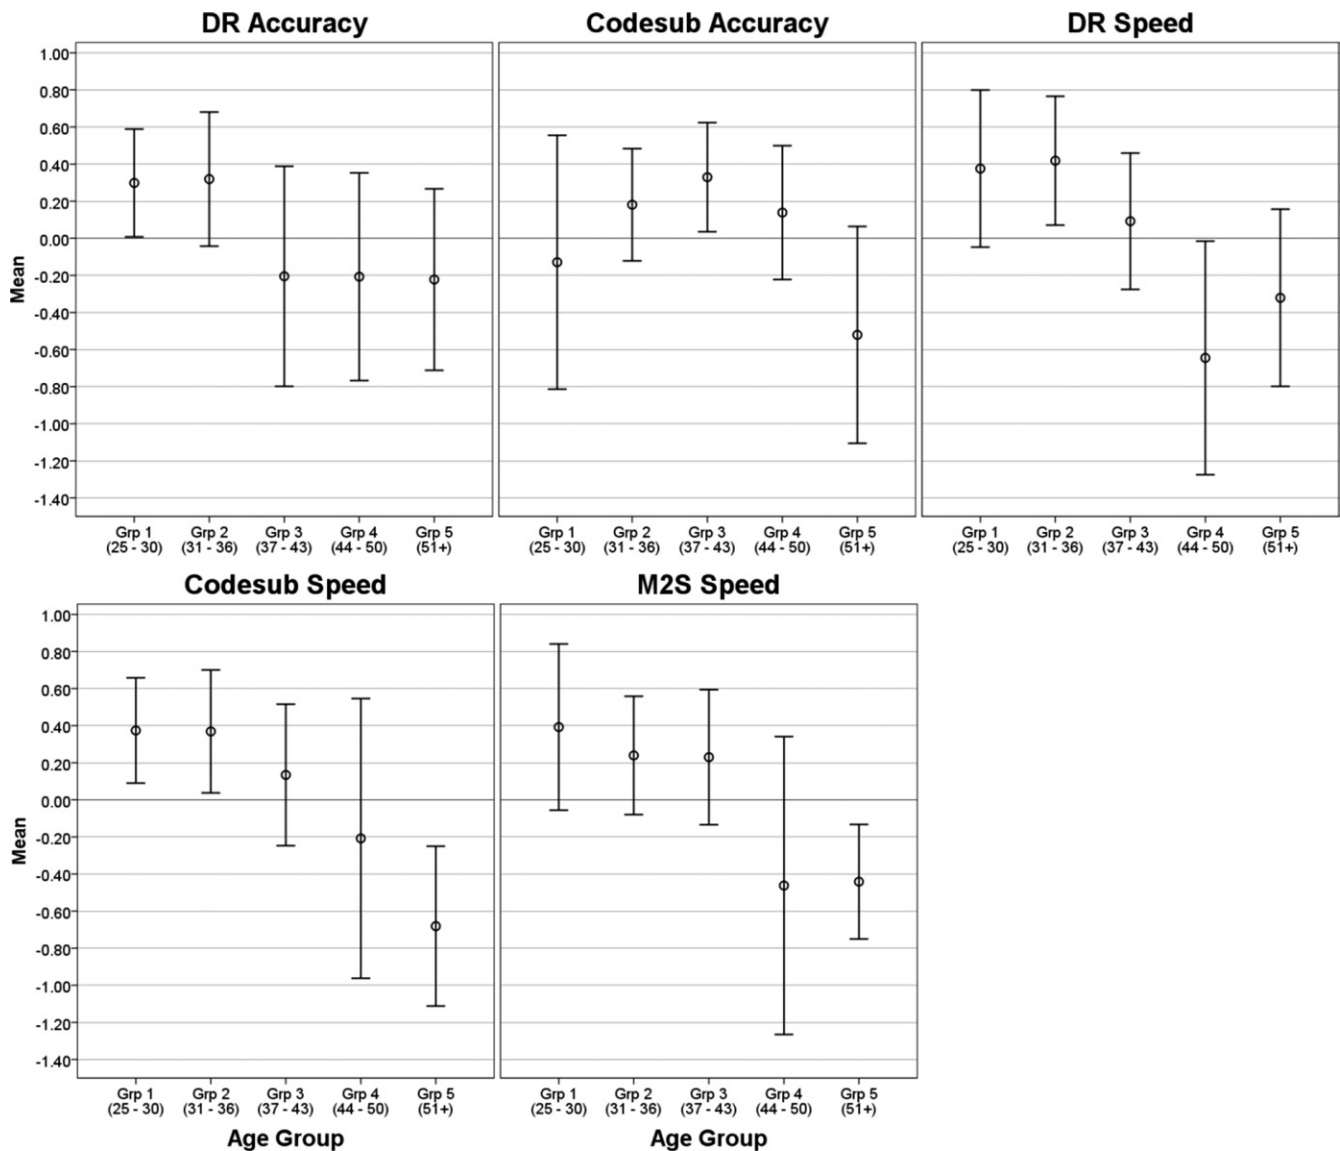 DR Accuracy
Codesub Accuracy
DR Speed
Mean
1.00
0.80
0.60
0.40
0.20
0.00
-0.20
-0.40
-0.60
-0.80
-1.00
-1.20
-1.40
Grp 1 Grp 2 Grp 3 Grp 4 Grp 5
(25 - 30) (31 - 36) (37 - 43) (44 - 50) (51+)
Grp 1 Grp 2 Grp 3 Grp 4 Grp 5
(25 - 30) (31 - 36) (37 - 43) (44 - 50) (51+)
Grp 1 Grp 2 Grp 3 Grp 4 Grp 5
(25 - 30) (31 - 36) (37 - 43) (44 - 50) (51+)
Codesub Speed
M2S Speed
Mean
1.00
0.80
0.60
0.40
0.20
0.00
-0.20
-0.40
-0.60
-0.80
-1.00
-1.20
-1.40
Grp 1 Grp 2 Grp 3 Grp 4 Grp 5
(25 - 30) (31 - 36) (37 - 43) (44 - 50) (51+)
Grp 1 Grp 2 Grp 3 Grp 4 Grp 5
(25 - 30) (31 - 36) (37 - 43) (44 - 50) (51+)
Age Group
Age Group